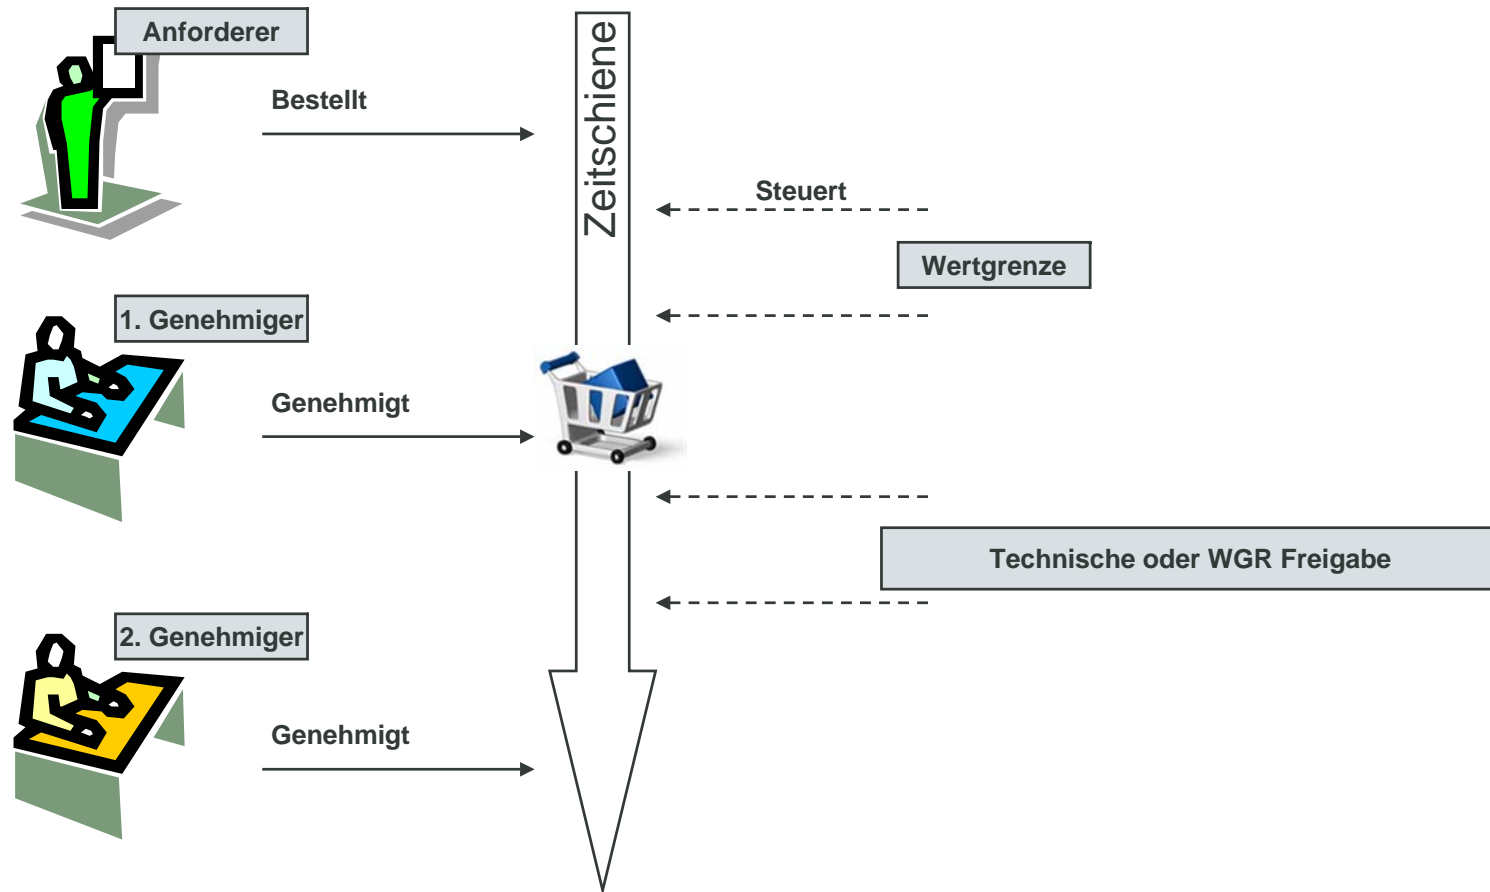 Anforderer
Bestellt
Zeitschiene
Steuert
Wertgrenze
1. Genehmiger
Genehmigt
Technische oder WGR Freigabe
2. Genehmiger
Genehmigt